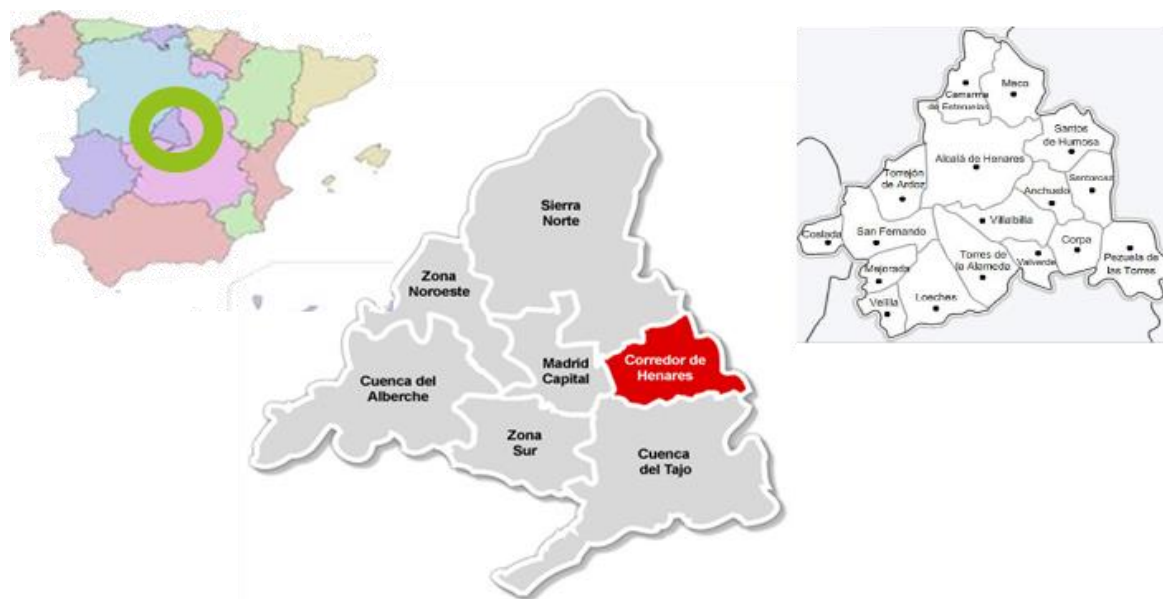 Sierra
Norte
Zona
Noroeste
Madrid
Capital
Corredor de
Henares
Cuenca del
Alberche
Zona
Sur
Cuenca
del Tajo
Camarma
de Esteruelas
Meco
Santos
de Humosa
Alcalá de Henares
Torrejón
de Ardoz
Anchuelo
Santorcaz
Villalbilla
Coslada
San Fernando
Corpa
Torres de
la Alameda
Valverde
Pezuela de
las Torres
Mejorada
Velilla
Loeches